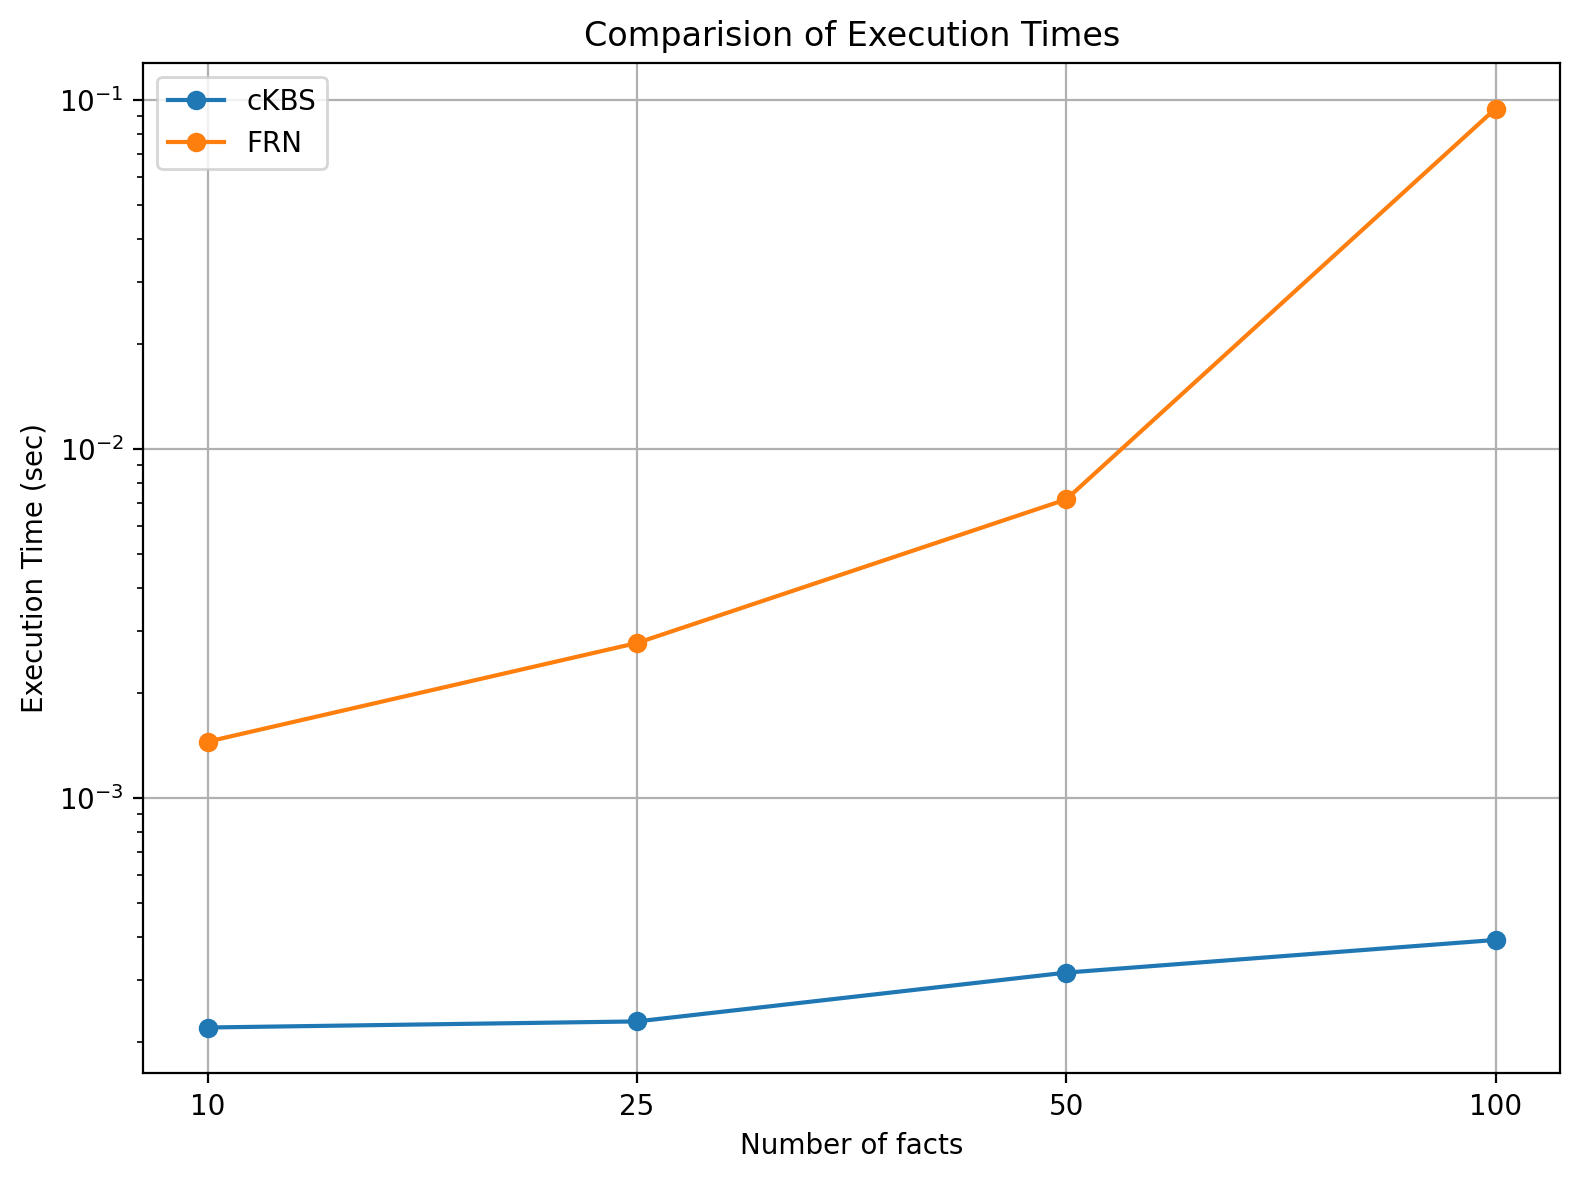 Comparision of Execution Times
cKBS
FRN
10⁻¹
10⁻²
10⁻³
Execution Time (sec)
10 25 50 100
Number of facts